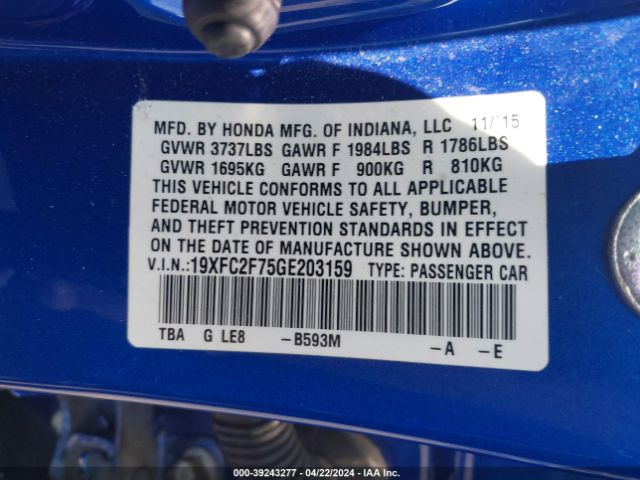 MFD. BY HONDA MFG. OF INDIANA, LLC 11/15
GVWR 3737LBS GAWR F 1984LBS R 1786LBS
GVWR 1695KG GAWR F 900KG R 810KG
THIS VEHICLE CONFORMS TO ALL APPLICABLE
FEDERAL MOTOR VEHICLE SAFETY, BUMPER,
AND THEFT PREVENTION STANDARDS IN EFFECT
ON THE DATE OF MANUFACTURE SHOWN ABOVE.
V.I.N.:19XFC2F75GE203159 TYPE: PASSENGER CAR
TBA G LE8 -B593M -A -E
000-39243277 - 04/22/2024 - IAA Inc.